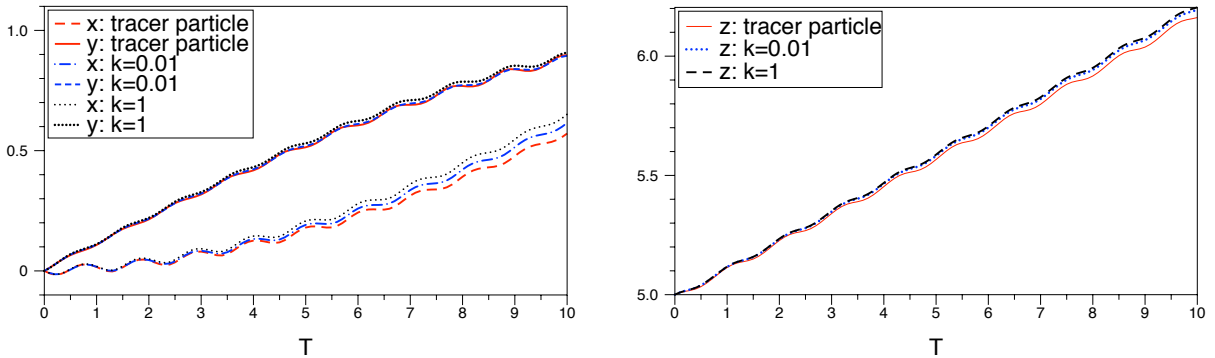 1.0
0.5
0
x: tracer particle
y: tracer particle
x: k=0.01
y: k=0.01
x: k=1
y: k=1
0 1 2 3 4 5 6 7 8 9 10
T
6.0
5.5
5.0
z: tracer particle
z: k=0.01
z: k=1
0 1 2 3 4 5 6 7 8 9 10
T